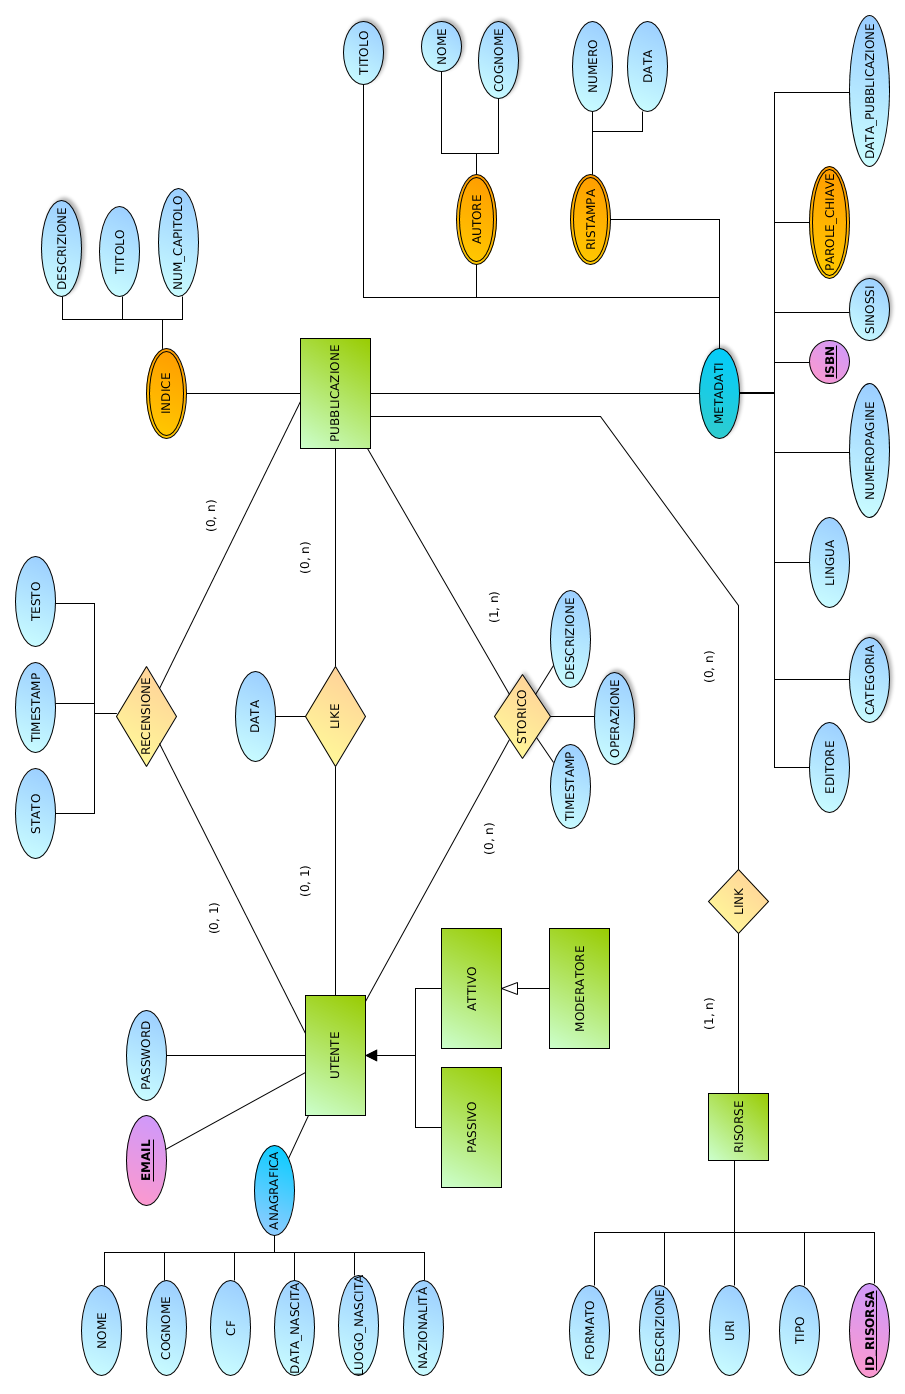 NOME
COGNOME
CF
DATA_NASCITA
LUOGO_NASCITA
NAZIONALITÀ
ANAGRAFICA
EMAIL
PASSWORD
UTENTE
PASSIVO
ATTIVO
MODERATORE
(0, 1)
(0, 1)
(0, n)
STATO
TIMESTAMP
TESTO
RECENSIONE
DATA
LIKE
STORICO
TIMESTAMP
OPERAZIONE
DESCRIZIONE
(0, n)
(0, n)
(1, n)
PUBBLICAZIONE
INDICE
DESCRIZIONE
TITOLO
NUM_CAPITOLO
TITOLO
NOME
COGNOME
AUTORE
NUMERO
DATA
RISTAMPA
METADATI
EDITORE
CATEGORIA
LINGUA
NUMEROPAGINE
ISBN
SINOSSI
PAROLE_CHIAVE
DATA_PUBBLICAZIONE
(0, n)
LINK
(1, n)
RISORSE
FORMATO
DESCRIZIONE
URI
TIPO
ID_RISORSA